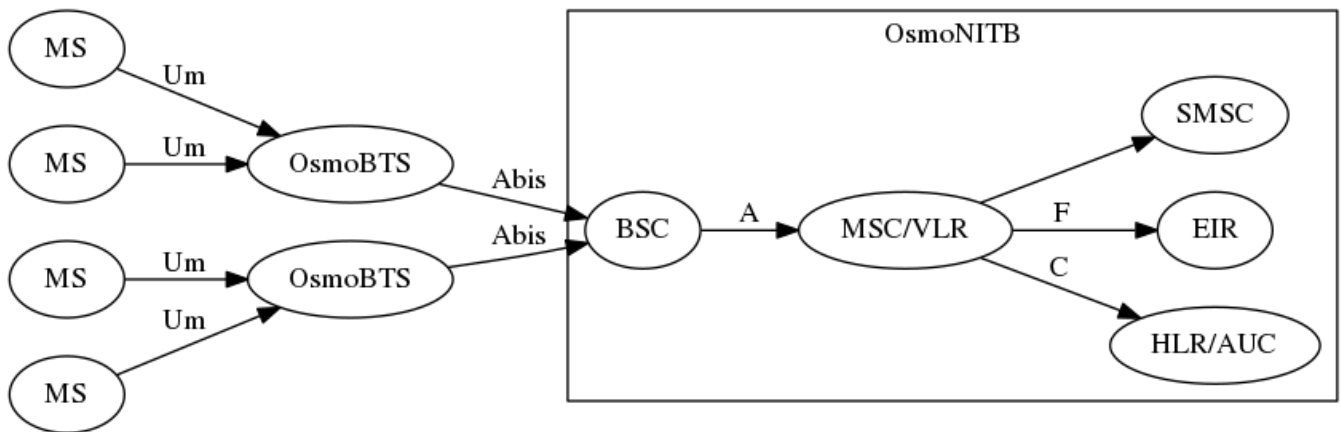 OsmoNITB
MS
Um
SMSC
MS
Um
OsmoBTS
Abis
BSC
A
MSC/VLR
F
EIR
Abis
MS
Um
OsmoBTS
C
Um
HLR/AUC
MS